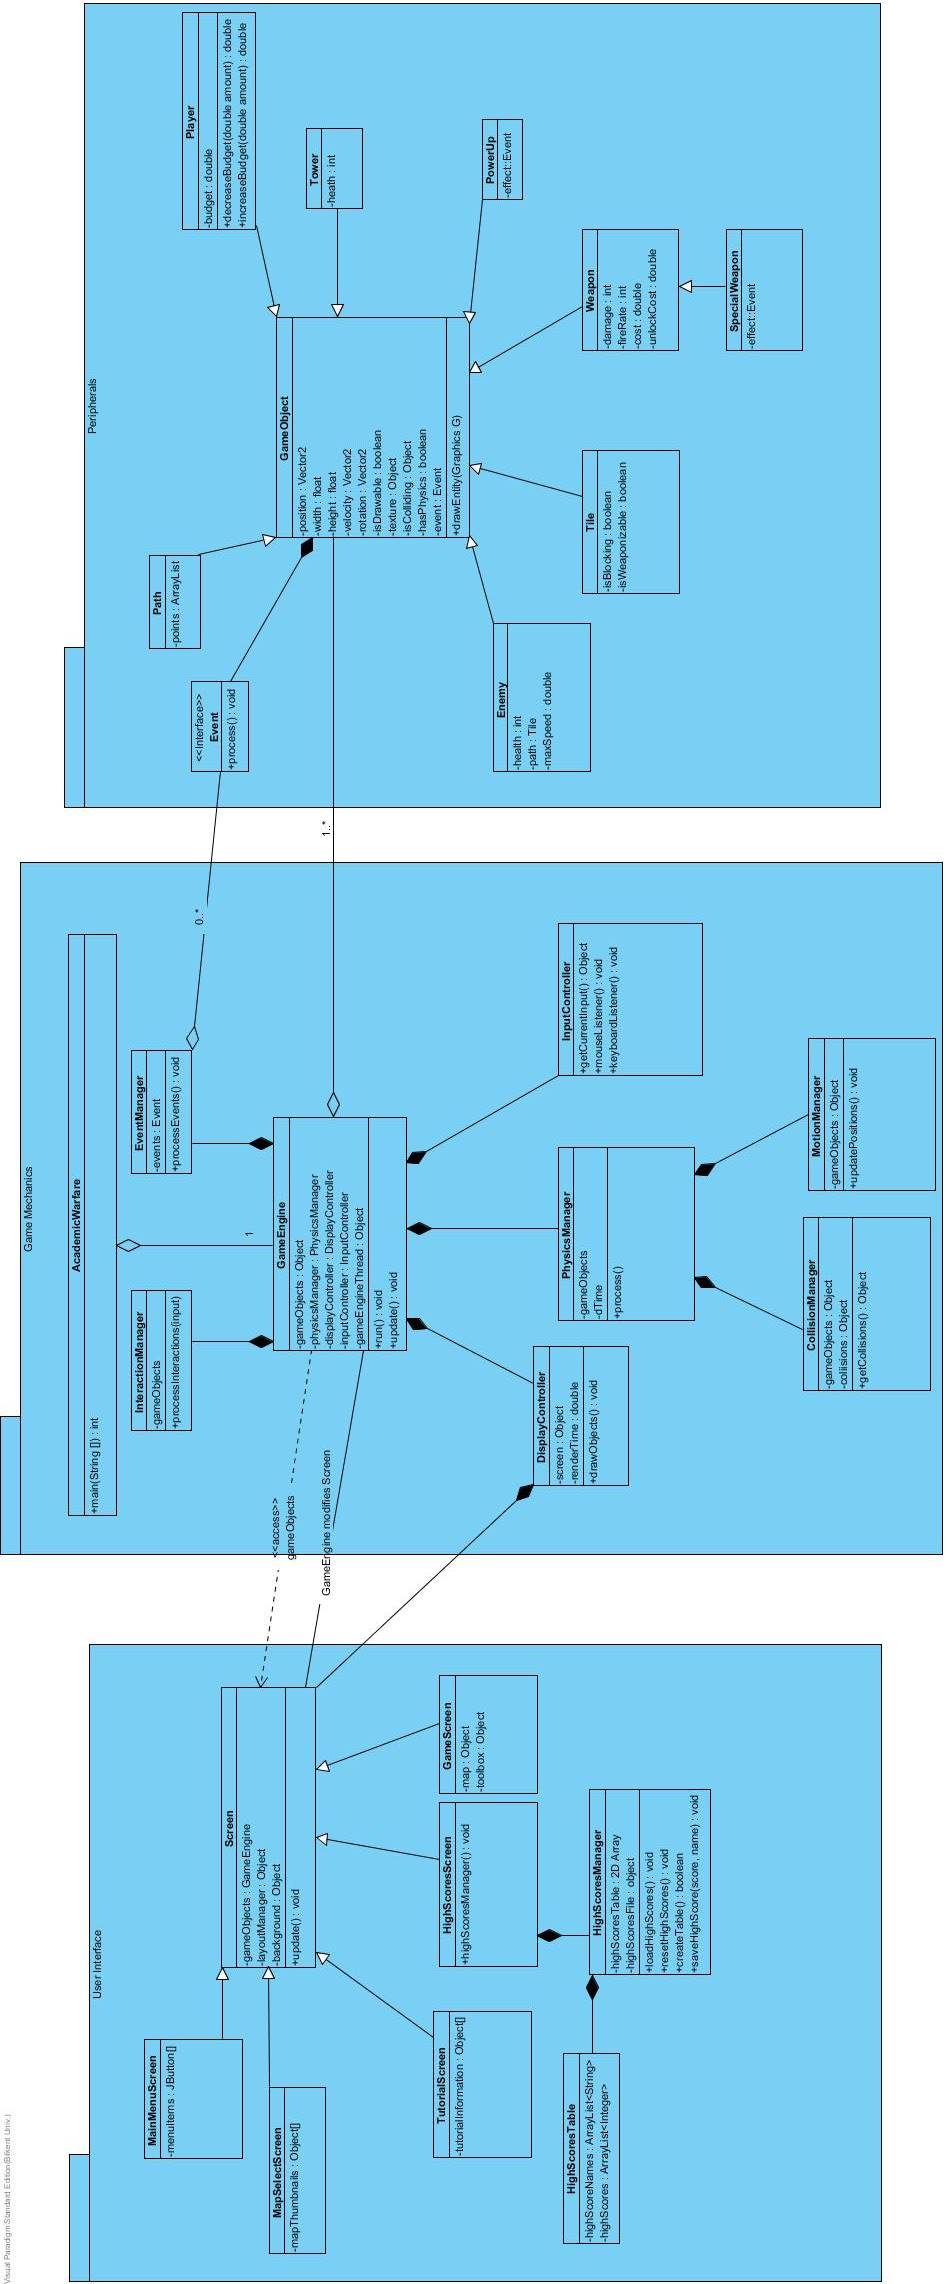 Visual Paradigm Standard Edition(Bilkent Univ.)
User Interface
MainMenuScreen
-menuItems : JButton[]
MapSelectScreen
-mapThumbnails : Object[]
Screen
-gameObjects : GameEngine
-layoutManager : Object
-background : Object
+update() : void
TutorialScreen
-tutorialInformation : Object[]
HighScoresScreen
+highScoresManager() : void
GameScreen
-map : Object
-toolbox : Object
HighScoresTable
-highScoreNames : ArrayList<String>
-highScores : ArrayList<Integer>
HighScoresManager
-highScoresTable : 2D Array
-highScoresFile : object
+loadHighScores() : void
+resetHighScores() : void
+createTable() : boolean
+saveHighScore(score, name) : void
Game Mechanics
AcademicWarfare
+main(String []) : int
InteractionManager
-gameObjects
+processInteractions(input)
EventManager
-events : Event
+processEvents() : void
1
0..*
<<access>>
gameObjects
GameEngine modifies Screen
GameEngine
-gameObjects : Object
-physicsManager : PhysicsManager
-displayController : DisplayController
-inputController : InputController
-gameEngineThread : Object
+run() : void
+update() : void
1..*
DisplayController
-screen : Object
-renderTime : double
+drawObjects() : void
PhysicsManager
-gameObjects
-dTime
+process()
InputController
+getCurrentInput() : Object
+mouseListener() : void
+keyboardListener() : void
CollisionManager
-gameObjects : Object
-collisions : Object
+getCollisions() : Object
MotionManager
-gameObjects : Object
+updatePositions() : void
Peripherals
<<Interface>>
Event
+process() : void
Path
-points : ArrayList
Player
-budget : double
+decreaseBudget(double amount) : double
+increaseBudget(double amount) : double
Tower
-heath : int
GameObject
-position : Vector2
-width : float
-height : float
-velocity : Vector2
-rotation : Vector2
-isDrawable : boolean
-texture : Object
-isColliding : Object
-hasPhysics : boolean
-event : Event
+drawEntity(Graphics G)
PowerUp
-effect::Event
Enemy
-health : int
-path : Tile
-maxSpeed : double
Tile
-isBlocking : boolean
-isWeaponizable : boolean
Weapon
-damage : int
-fireRate : int
-cost : double
-unlockCost : double
SpecialWeapon
-effect::Event